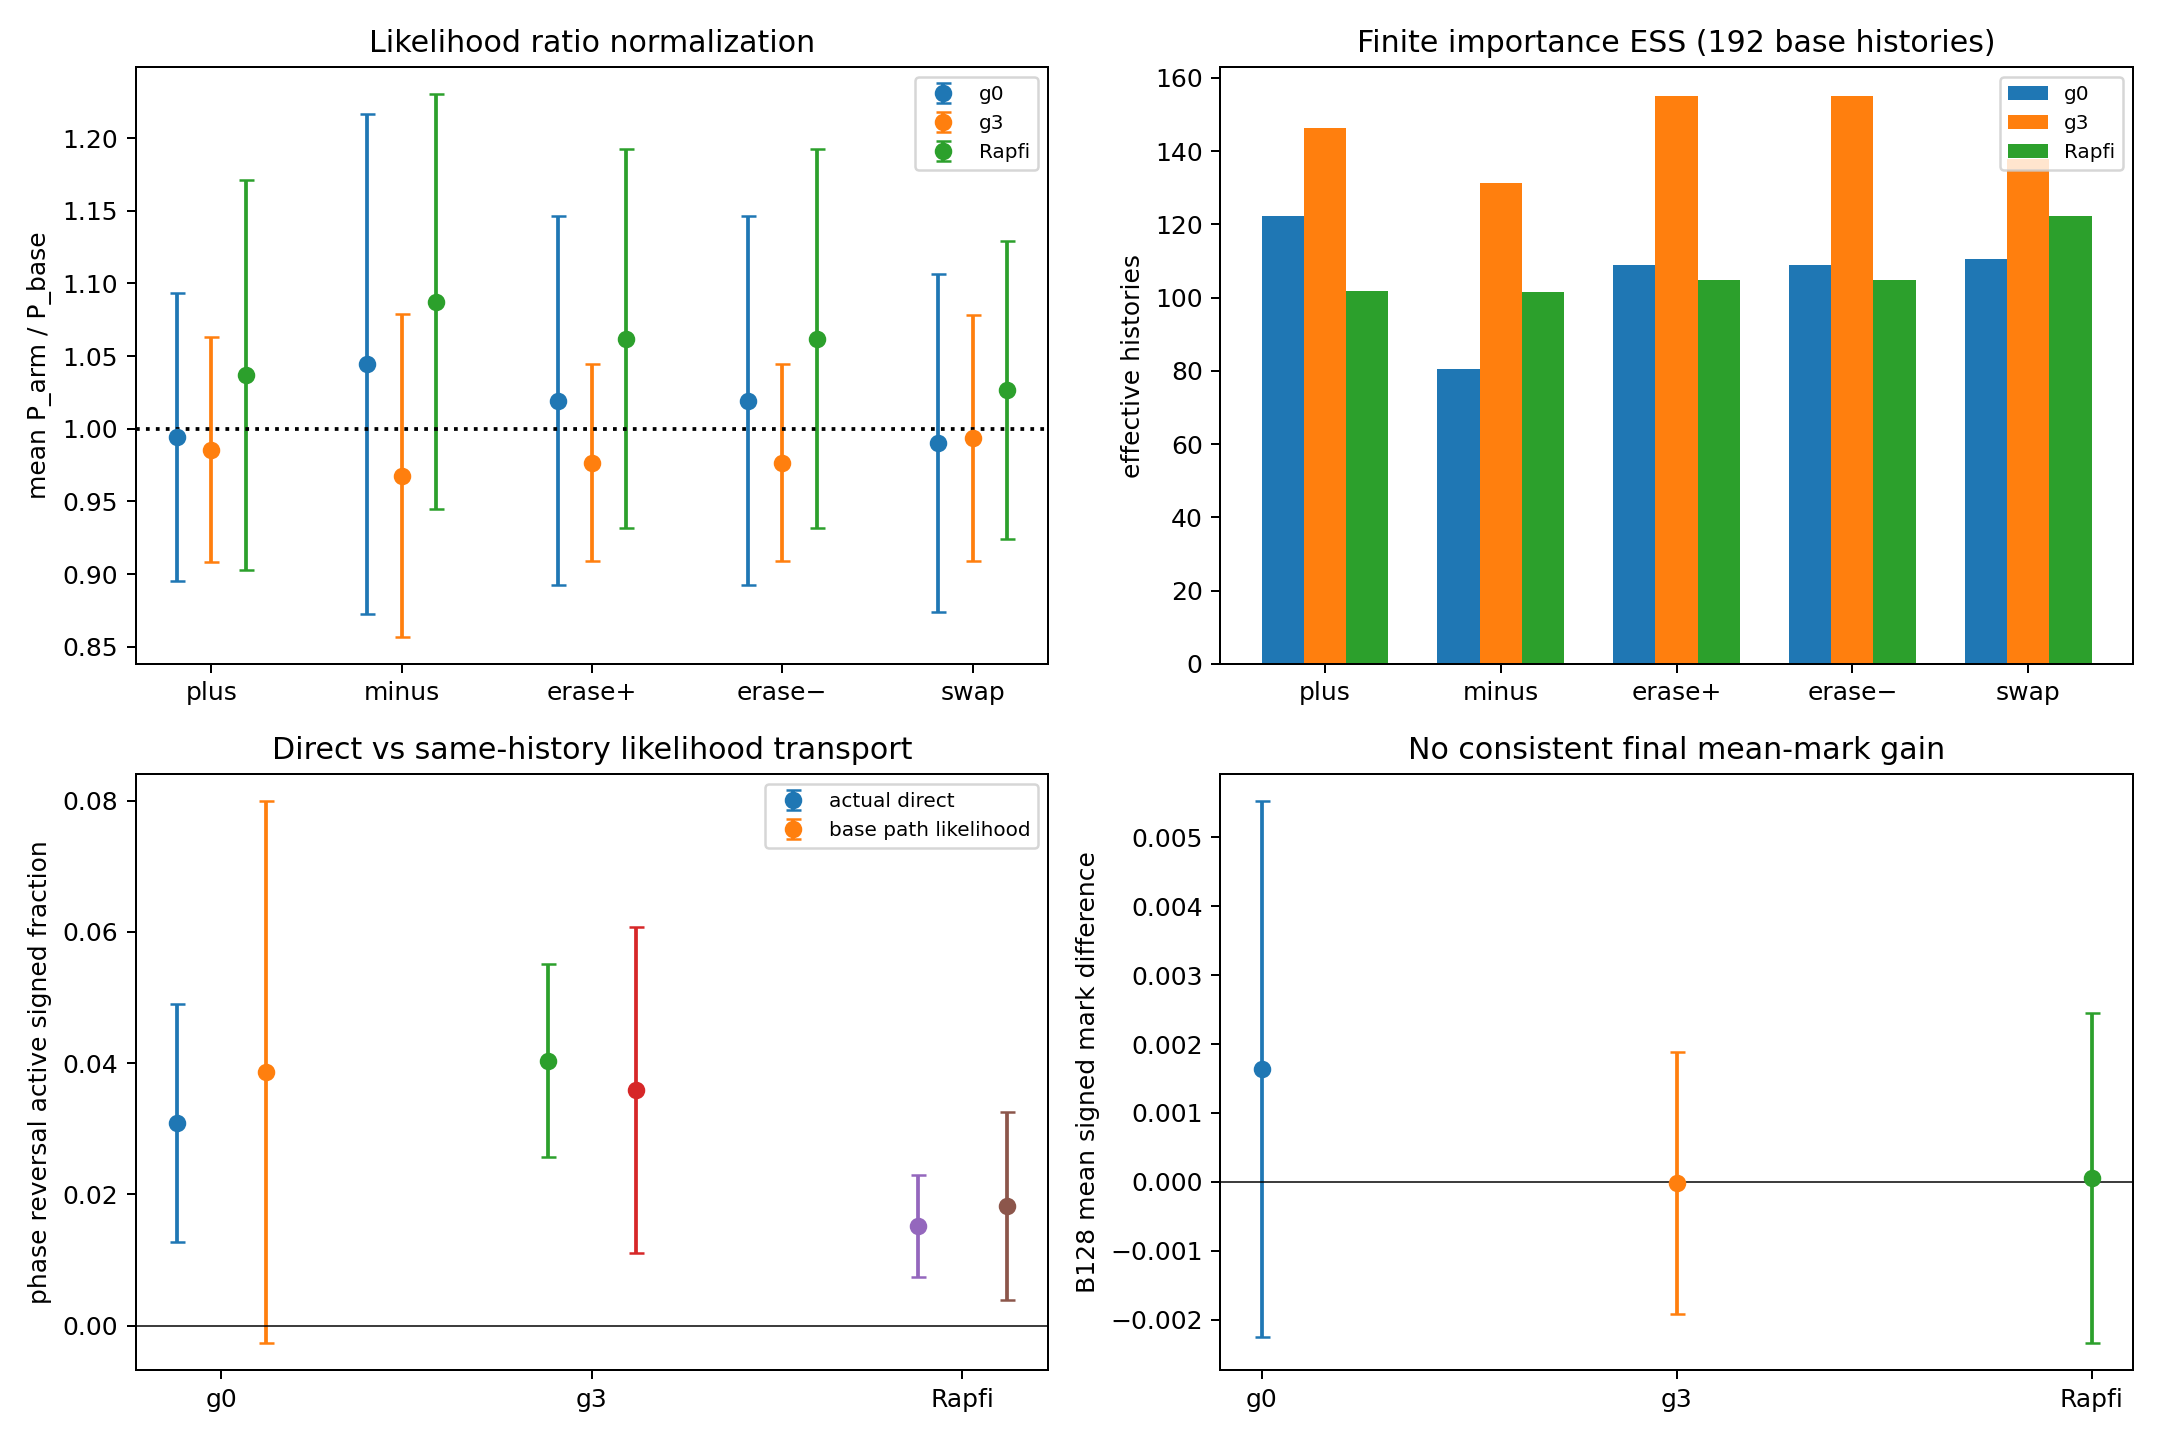 Likelihood ratio normalization
mean P_arm / P_base
1.20
1.15
1.10
1.05
1.00
0.95
0.90
0.85
g0
g3
Rapfi
plus
minus
erase+
erase−
swap
Finite importance ESS (192 base histories)
effective histories
160
140
120
100
80
60
40
20
0
g0
g3
Rapfi
plus
minus
erase+
erase−
swap
Direct vs same-history likelihood transport
phase reversal active signed fraction
0.08
0.06
0.04
0.02
0.00
actual direct
base path likelihood
g0
g3
Rapfi
No consistent final mean-mark gain
B128 mean signed mark difference
0.005
0.004
0.003
0.002
0.001
0.000
−0.001
−0.002
g0
g3
Rapfi